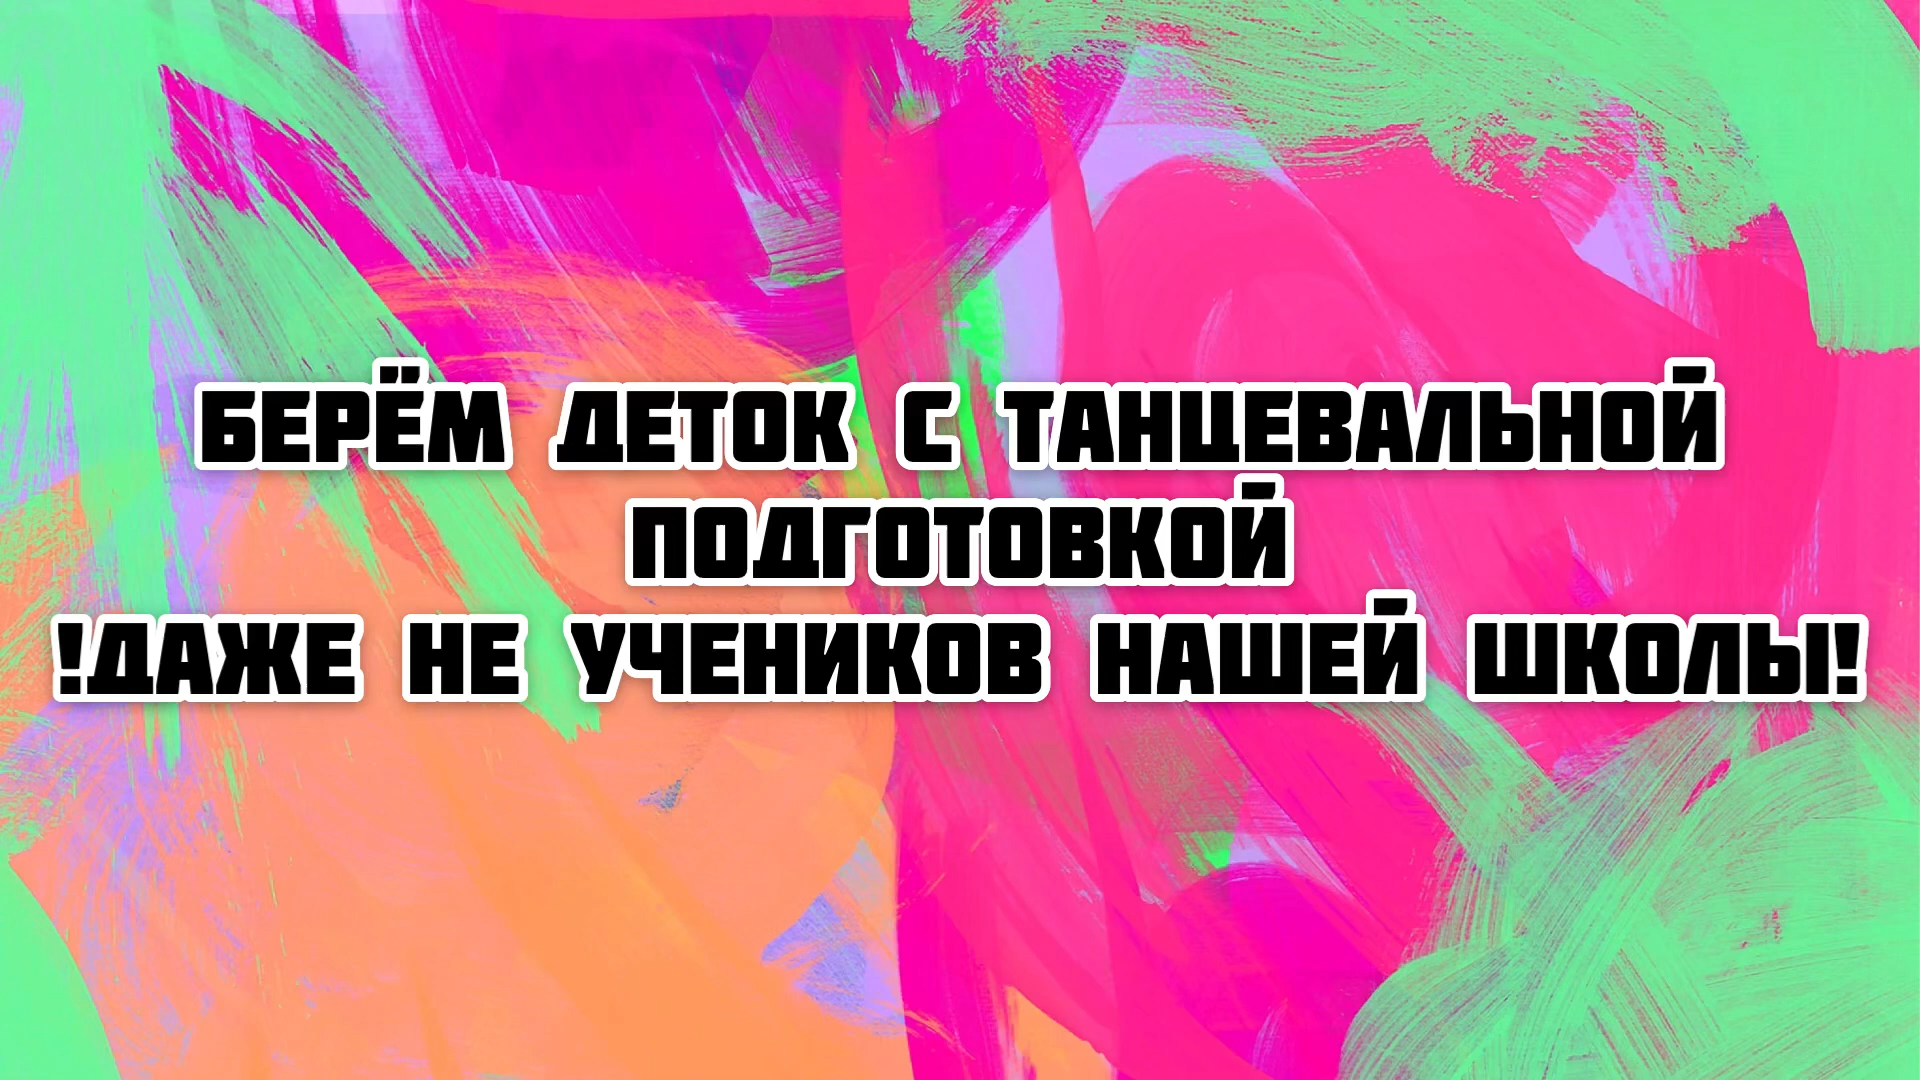 БЕРЁМ ДЕТОК С ТАНЦЕВАЛЬНОЙ
ПОДГОТОВКОЙ
!ДАЖЕ НЕ УЧЕНИКОВ НАШЕЙ ШКОЛЫ!